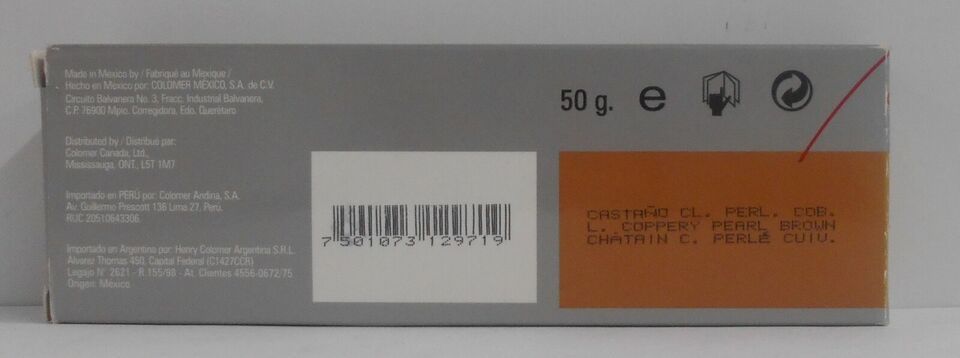 Made in México by / Fabriqué au Mexique /
Hecho en México por: COLOMER MÉXICO, S.A. de C.V.
Circuito Balvanera No. 3, Fracc. Industrial Balvanera,
C.P. 76900 Mpio. Corregidora, Edo. Querétaro
Distributed by / Distribué par:
Colomer Canada, Ltd.,
Mississauga, ONT., L5T 1M7
Importado en PERÚ por: Colomer Andina, S.A.
Av. Guillermo Prescott 136 Lima 27, Peru.
RUC 20510643306.
Importado en Argentina por: Henry Colomer Argentina S.R.L.
Alvarez Thomas 450, Capital Federal (C1427CCR)
Legajo N° 2621 - R.155/98 - At. Clientes 4556-0672/75
Origen: México
7 501073 129719
50 g. e
CASTAÑO CL. PERL. COB.
L. COPPERY PEARL BROWN
CHÂTAIN C. PERLÉ CUIV.